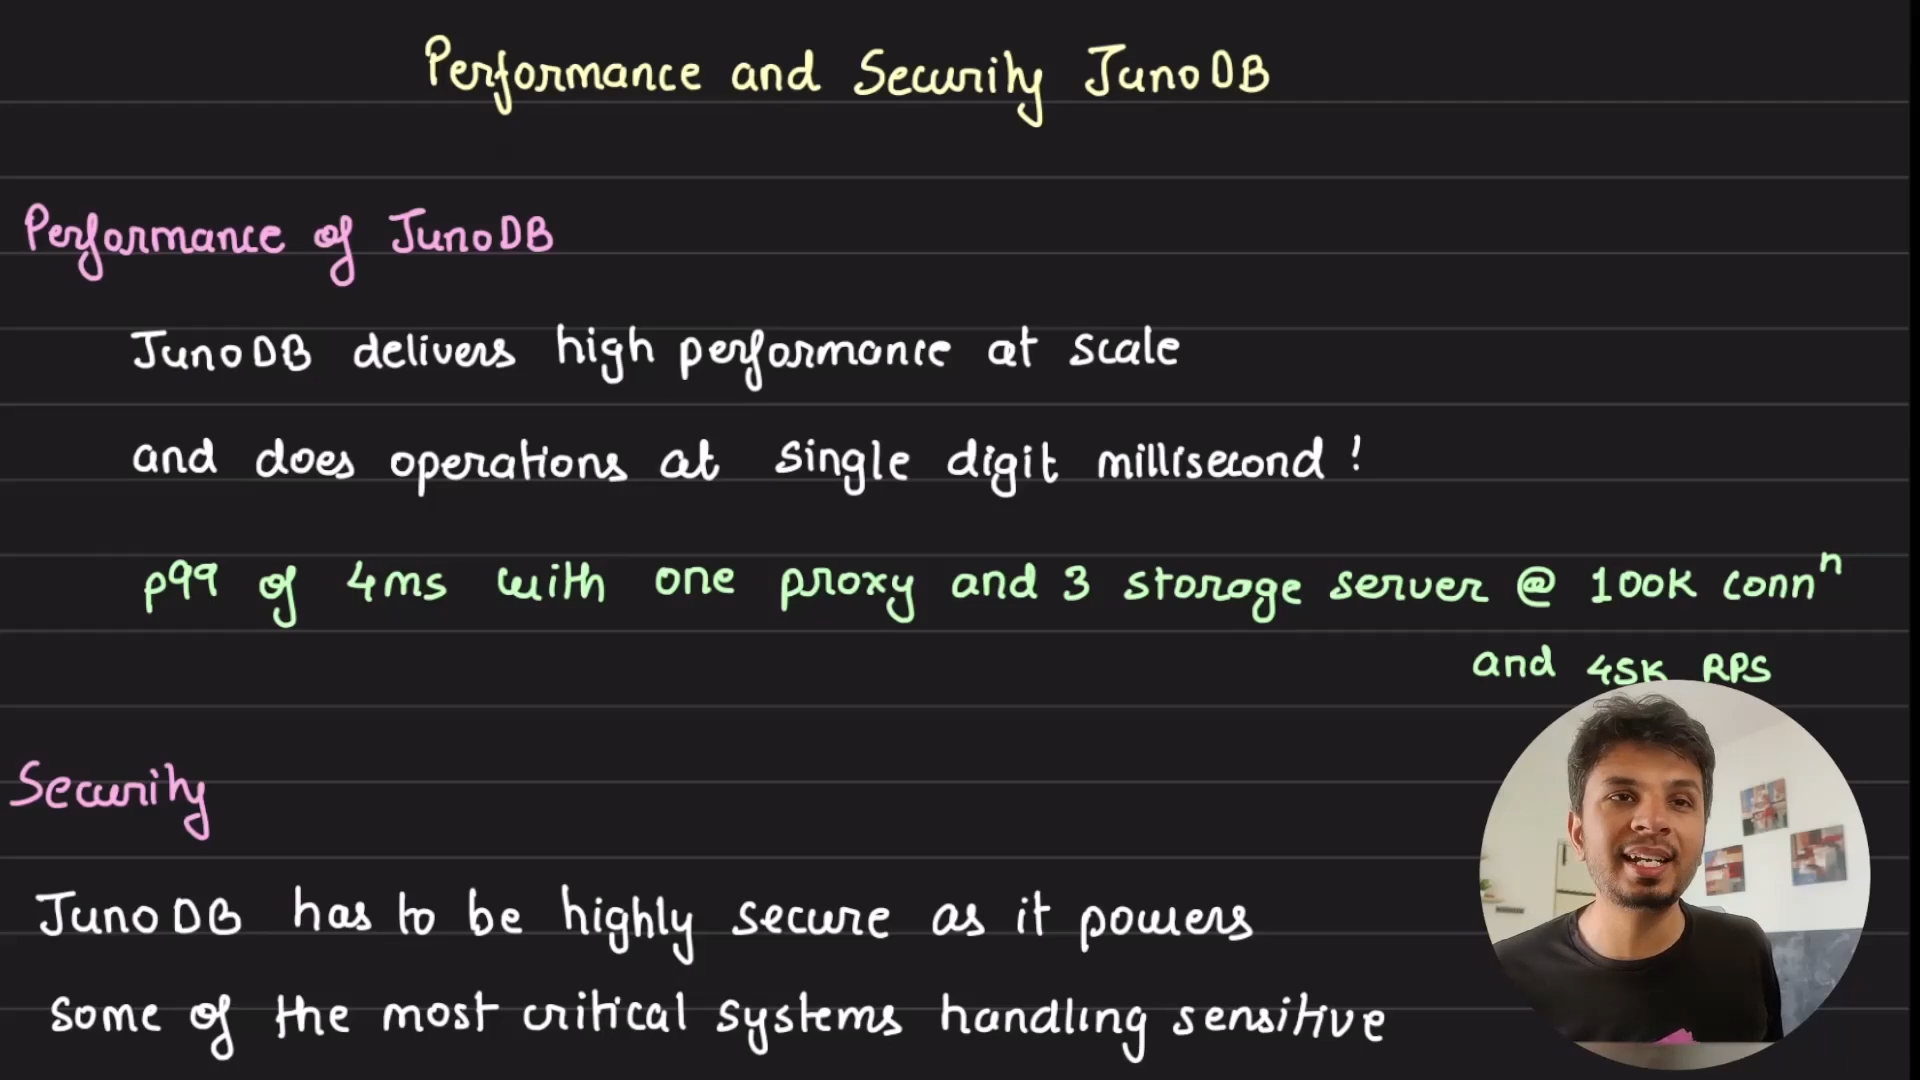 Performance and Security JunoDB
Performance of JunoDB
JunoDB delivers high performance at scale
and does operations at single digit millisecond!
p99 of 4ms with one proxy and 3 storage server @ 100K connⁿ
and 45K RPS
Security
JunoDB has to be highly secure as it powers
some of the most critical systems handling sensitive